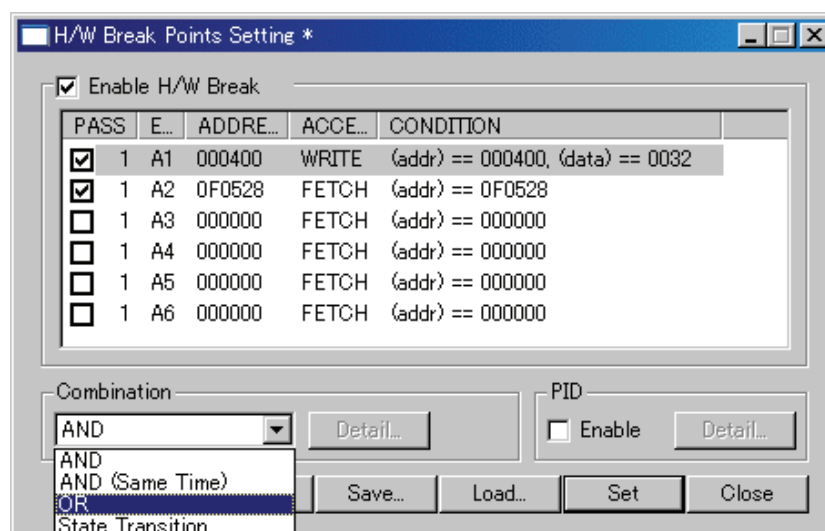 H/W Break Points Setting *
Enable H/W Break
PASS E... ADDRE... ACCE... CONDITION
1 A1 000400 WRITE (addr) == 000400, (data) == 0032
1 A2 0F0528 FETCH (addr) == 0F0528
1 A3 000000 FETCH (addr) == 000000
1 A4 000000 FETCH (addr) == 000000
1 A5 000000 FETCH (addr) == 000000
1 A6 000000 FETCH (addr) == 000000
Combination PID
AND Detail... Enable Detail...
AND
AND (Same Time)
OR Save... Load... Set Close
State Transition